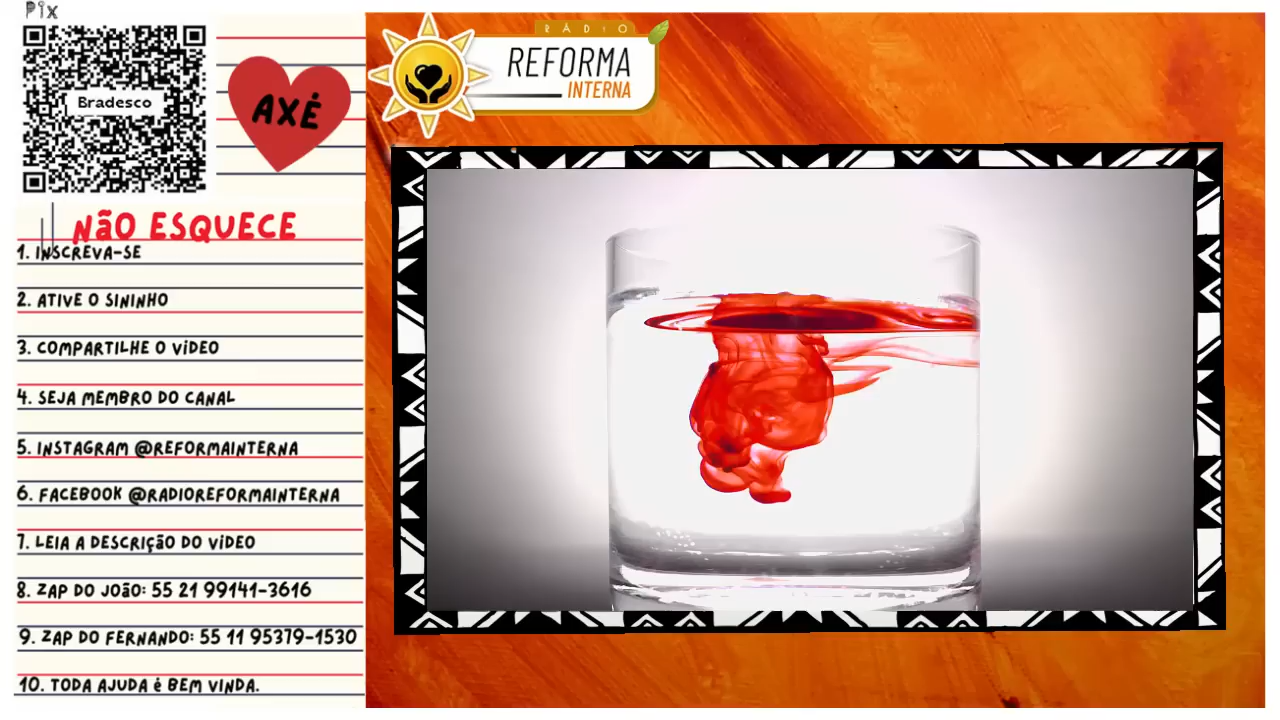 Pix
Bradesco
AXÉ
NÃO ESQUECE
1. INSCREVA-SE
2. ATIVE O SININHO
3. COMPARTILHE O VÍDEO
4. SEJA MEMBRO DO CANAL
5. INSTAGRAM @REFORMAINTERNA
6. FACEBOOK @RADIOREFORMAINTERNA
7. LEIA A DESCRIÇÃO DO VÍDEO
8. ZAP DO JOÃO: 55 21 99141-3616
9. ZAP DO FERNANDO: 55 11 95379-1530
10. TODA AJUDA É BEM VINDA.
RÁDIO
REFORMA
INTERNA